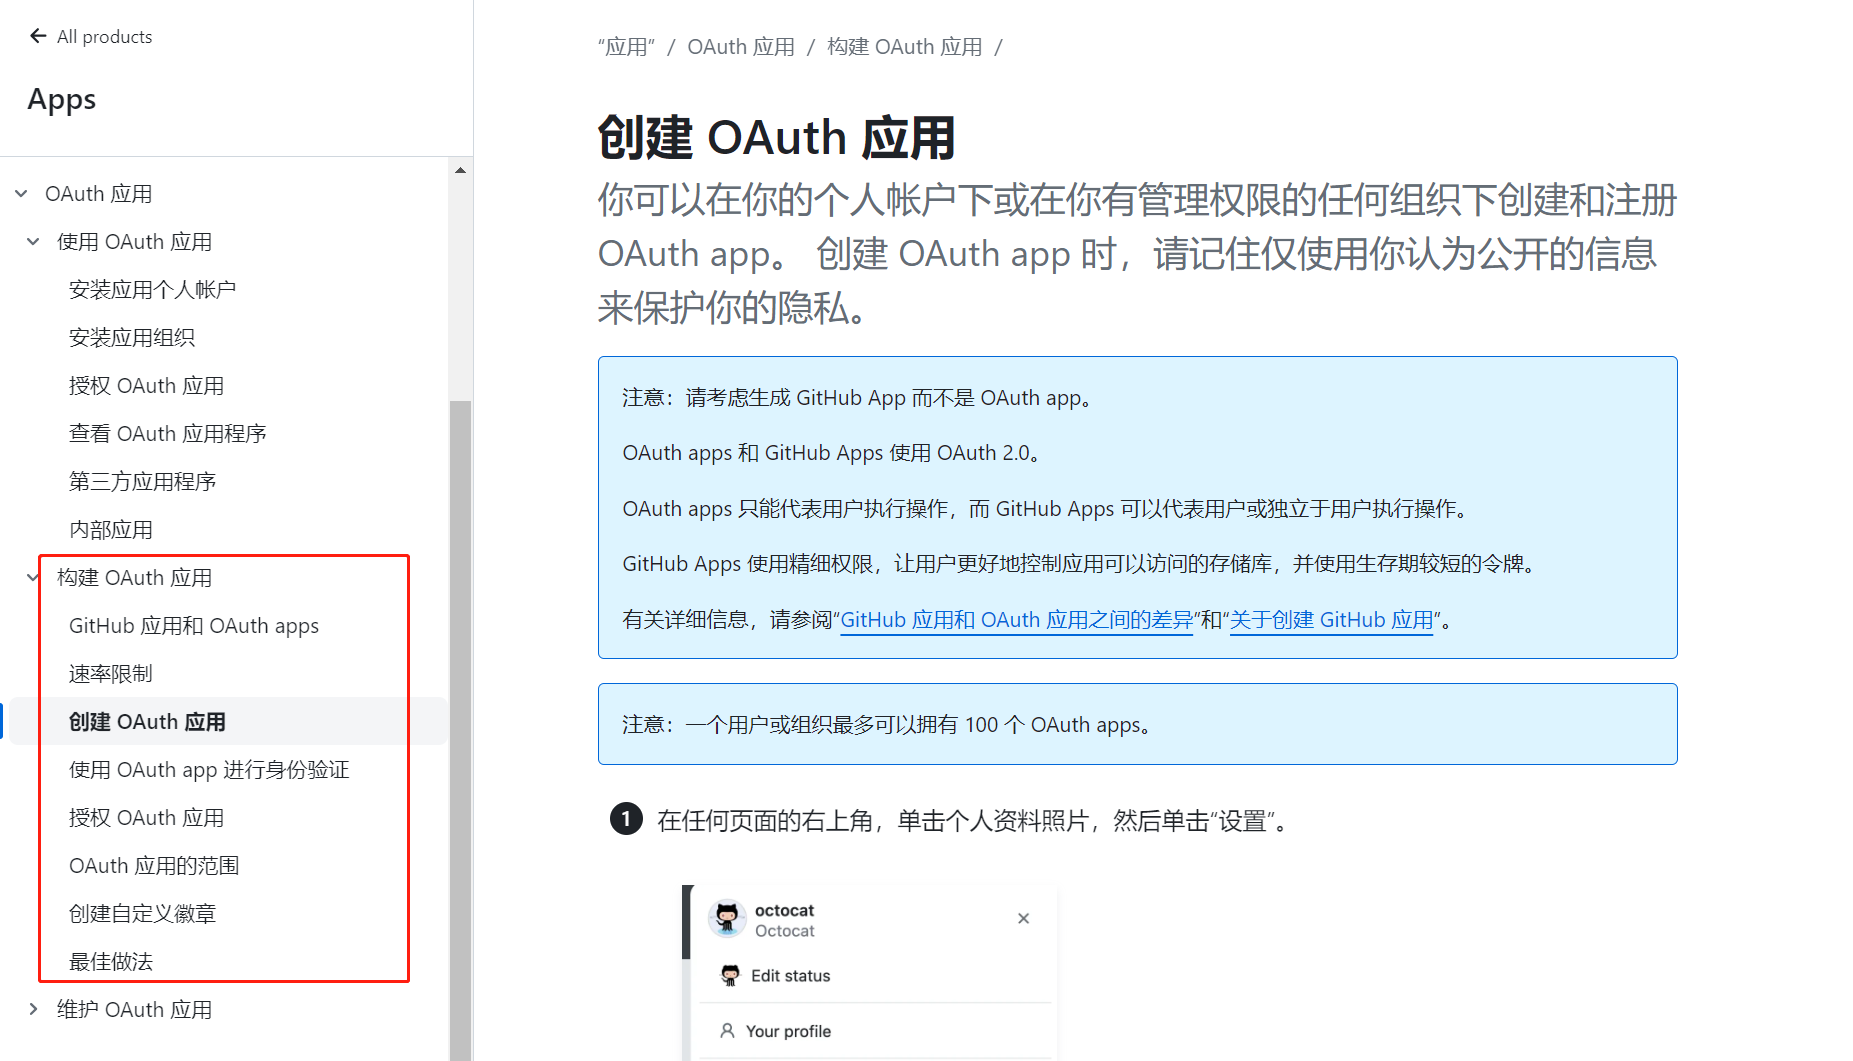 All products
Apps
OAuth 应用
使用 OAuth 应用
安装应用个人帐户
安装应用组织
授权 OAuth 应用
查看 OAuth 应用程序
第三方应用程序
内部应用
构建 OAuth 应用
GitHub 应用和 OAuth apps
速率限制
创建 OAuth 应用
使用 OAuth app 进行身份验证
授权 OAuth 应用
OAuth 应用的范围
创建自定义徽章
最佳做法
维护 OAuth 应用
“应用” / OAuth 应用 / 构建 OAuth 应用 /
创建 OAuth 应用
你可以在你的个人帐户下或在你有管理权限的任何组织下创建和注册
OAuth app。 创建 OAuth app 时，请记住仅使用你认为公开的信息
来保护你的隐私。
注意：请考虑生成 GitHub App 而不是 OAuth app。
OAuth apps 和 GitHub Apps 使用 OAuth 2.0。
OAuth apps 只能代表用户执行操作，而 GitHub Apps 可以代表用户或独立于用户执行操作。
GitHub Apps 使用精细权限，让用户更好地控制应用可以访问的存储库，并使用生存期较短的令牌。
有关详细信息，请参阅“GitHub 应用和 OAuth 应用之间的差异”和“关于创建 GitHub 应用”。
注意：一个用户或组织最多可以拥有 100 个 OAuth apps。
1 在任何页面的右上角，单击个人资料照片，然后单击“设置”。
octocat
Octocat
Edit status
Your profile